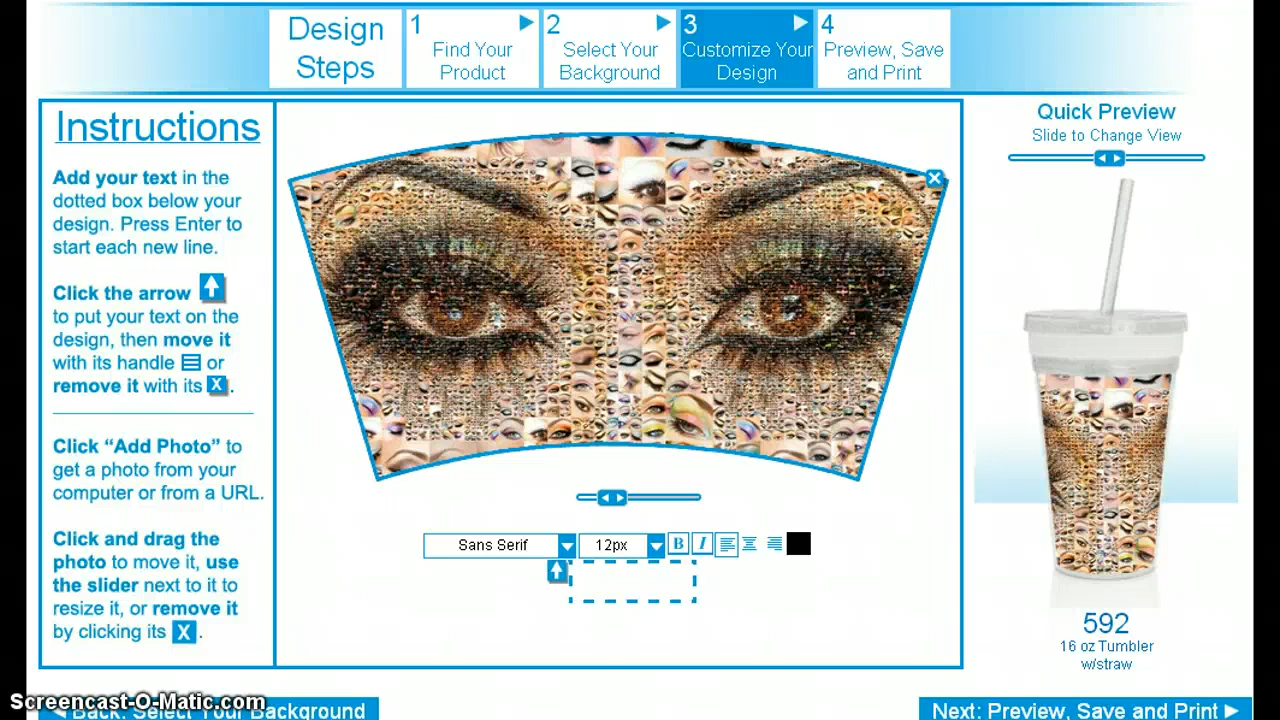 Design
Steps
1
Find Your
Product
2
Select Your
Background
3
Customize Your
Design
4
Preview, Save
and Print
Instructions
Add your text in the
dotted box below your
design. Press Enter to
start each new line.
Click the arrow
to put your text on the
design, then move it
with its handle or
remove it with its X.
Click “Add Photo” to
get a photo from your
computer or from a URL.
Click and drag the
photo to move it, use
the slider next to it to
resize it, or remove it
by clicking its X.
Sans Serif
12px
B
I
Quick Preview
Slide to Change View
592
16 oz Tumbler
w/straw
Screencast-O-Matic.com
Back: Select Your Background
Next: Preview, Save and Print